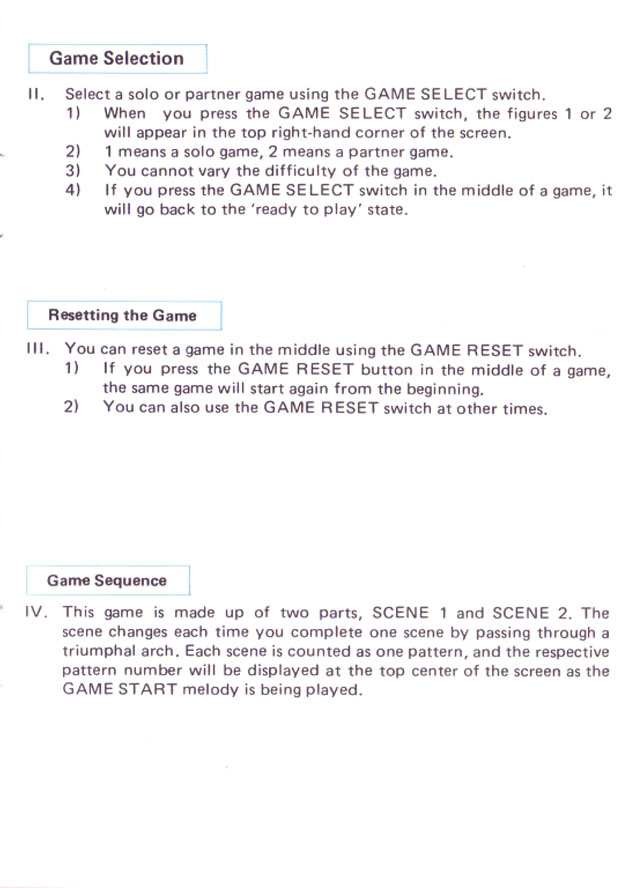 Game Selection
II. Select a solo or partner game using the GAME SELECT switch.
1) When you press the GAME SELECT switch, the figures 1 or 2
will appear in the top right-hand corner of the screen.
2) 1 means a solo game, 2 means a partner game.
3) You cannot vary the difficulty of the game.
4) If you press the GAME SELECT switch in the middle of a game, it
will go back to the ‘ready to play’ state.
Resetting the Game
III. You can reset a game in the middle using the GAME RESET switch.
1) If you press the GAME RESET button in the middle of a game,
the same game will start again from the beginning.
2) You can also use the GAME RESET switch at other times.
Game Sequence
IV. This game is made up of two parts, SCENE 1 and SCENE 2. The
scene changes each time you complete one scene by passing through a
triumphal arch. Each scene is counted as one pattern, and the respective
pattern number will be displayed at the top center of the screen as the
GAME START melody is being played.